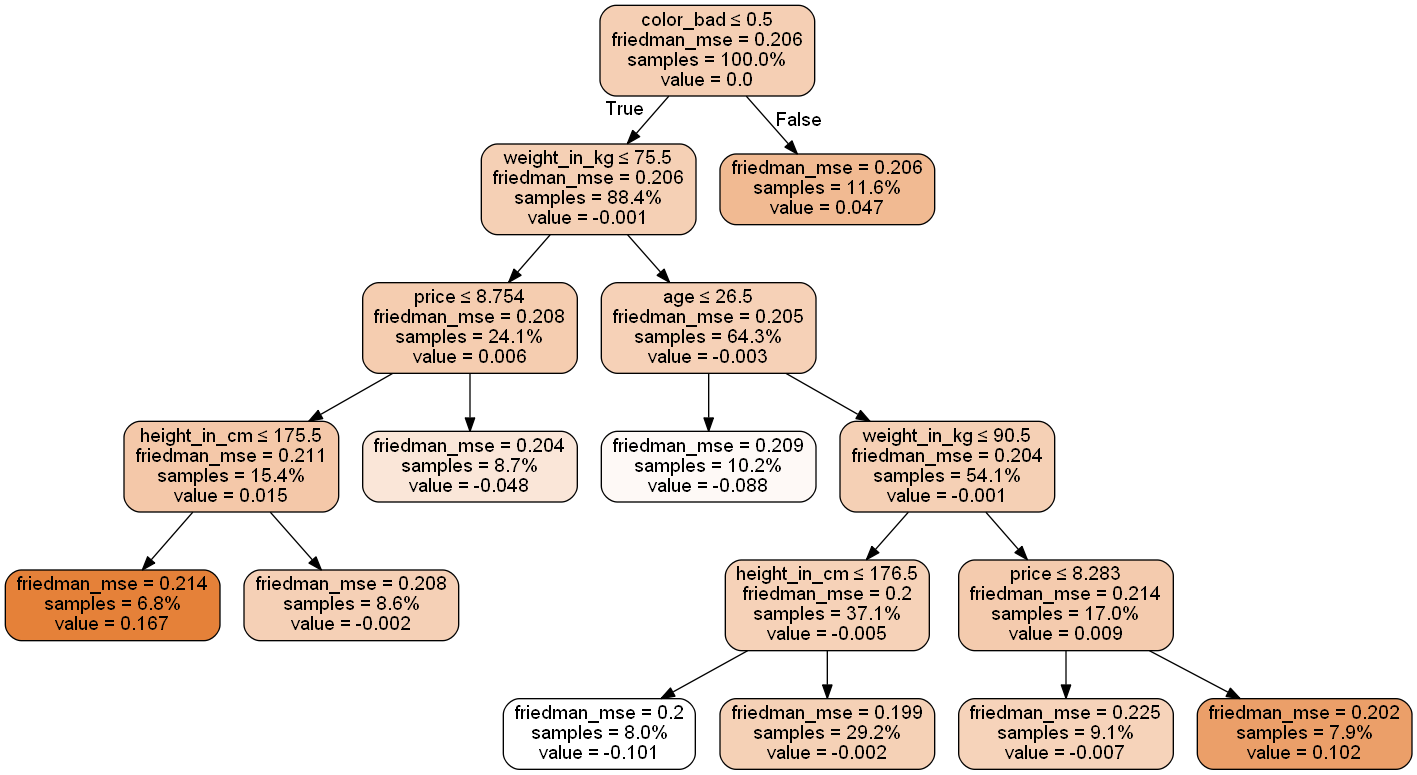 color_bad ≤ 0.5
friedman_mse = 0.206
samples = 100.0%
value = 0.0
True
False
weight_in_kg ≤ 75.5
friedman_mse = 0.206
samples = 88.4%
value = -0.001
friedman_mse = 0.206
samples = 11.6%
value = 0.047
price ≤ 8.754
friedman_mse = 0.208
samples = 24.1%
value = 0.006
age ≤ 26.5
friedman_mse = 0.205
samples = 64.3%
value = -0.003
height_in_cm ≤ 175.5
friedman_mse = 0.211
samples = 15.4%
value = 0.015
friedman_mse = 0.204
samples = 8.7%
value = -0.048
friedman_mse = 0.209
samples = 10.2%
value = -0.088
weight_in_kg ≤ 90.5
friedman_mse = 0.204
samples = 54.1%
value = -0.001
friedman_mse = 0.214
samples = 6.8%
value = 0.167
friedman_mse = 0.208
samples = 8.6%
value = -0.002
height_in_cm ≤ 176.5
friedman_mse = 0.2
samples = 37.1%
value = -0.005
price ≤ 8.283
friedman_mse = 0.214
samples = 17.0%
value = 0.009
friedman_mse = 0.2
samples = 8.0%
value = -0.101
friedman_mse = 0.199
samples = 29.2%
value = -0.002
friedman_mse = 0.225
samples = 9.1%
value = -0.007
friedman_mse = 0.202
samples = 7.9%
value = 0.102